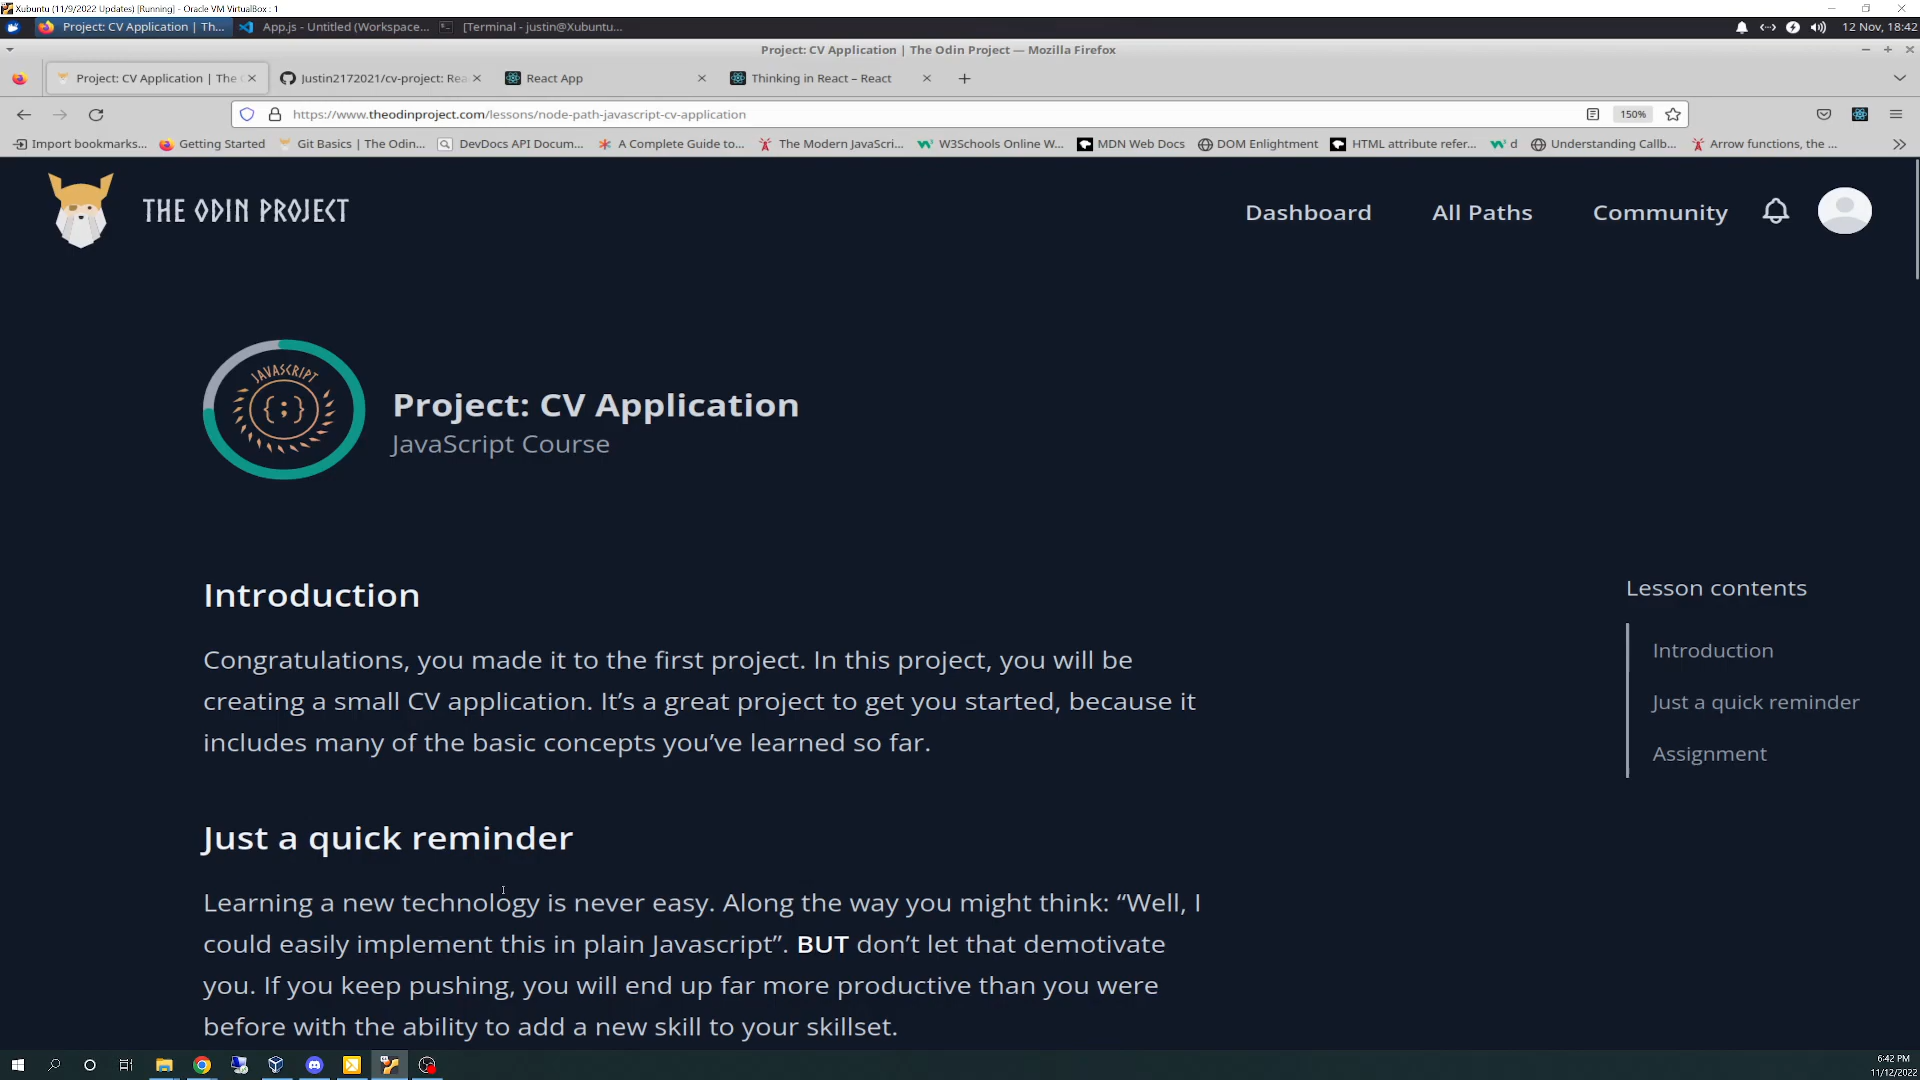 Xubuntu (11/9/2022 Updates) [Running] - Oracle VM VirtualBox : 1
Project: CV Application | Th...
App.js - Untitled (Workspace...
[Terminal - justin@Xubuntu...
12 Nov, 18:42
Project: CV Application | The Odin Project — Mozilla Firefox
Project: CV Application | The
Justin2172021/cv-project: Rea
React App
Thinking in React – React
https://www.theodinproject.com/lessons/node-path-javascript-cv-application
150%
Import bookmarks...
Getting Started
Git Basics | The Odin...
DevDocs API Docum...
A Complete Guide to...
The Modern JavaScri...
W3Schools Online W...
MDN Web Docs
DOM Enlightment
HTML attribute refer...
d
Understanding Callb...
Arrow functions, the ...
THE ODIN PROJECT
Dashboard
All Paths
Community
JAVASCRIPT
{;}
Project: CV Application
JavaScript Course
Introduction
Congratulations, you made it to the first project. In this project, you will be
creating a small CV application. It’s a great project to get you started, because it
includes many of the basic concepts you’ve learned so far.
Just a quick reminder
Learning a new technology is never easy. Along the way you might think: “Well, I
could easily implement this in plain Javascript”. BUT don’t let that demotivate
you. If you keep pushing, you will end up far more productive than you were
before with the ability to add a new skill to your skillset.
Lesson contents
Introduction
Just a quick reminder
Assignment
6:42 PM
11/12/2022